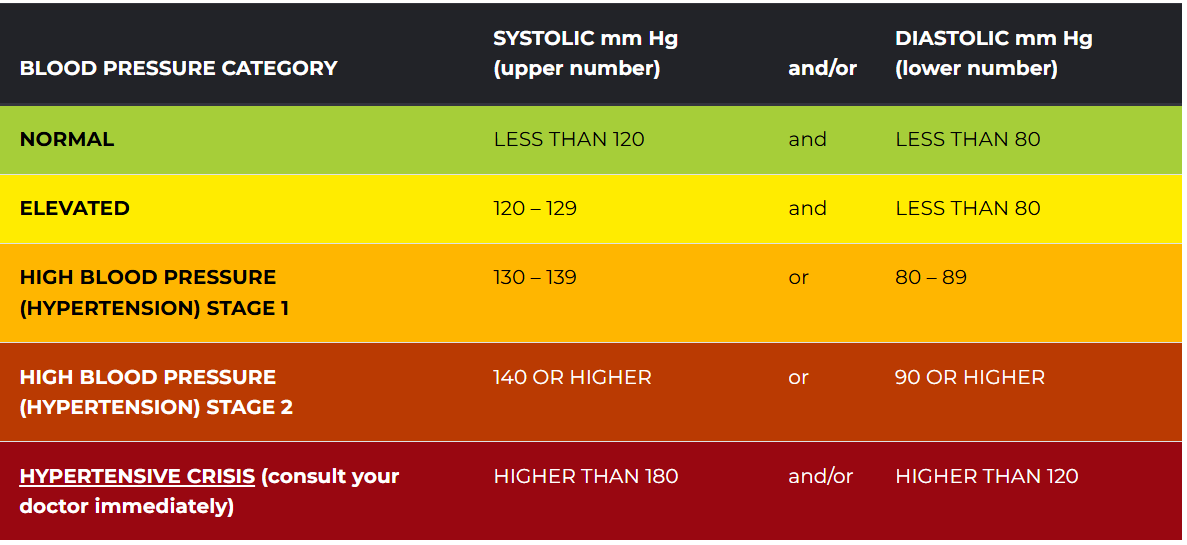 BLOOD PRESSURE CATEGORY SYSTOLIC mm Hg (upper number) and/or DIASTOLIC mm Hg (lower number)
NORMAL LESS THAN 120 and LESS THAN 80
ELEVATED 120 – 129 and LESS THAN 80
HIGH BLOOD PRESSURE 130 – 139 or 80 – 89
(HYPERTENSION) STAGE 1
HIGH BLOOD PRESSURE 140 OR HIGHER or 90 OR HIGHER
(HYPERTENSION) STAGE 2
HYPERTENSIVE CRISIS (consult your HIGHER THAN 180 and/or HIGHER THAN 120
doctor immediately)